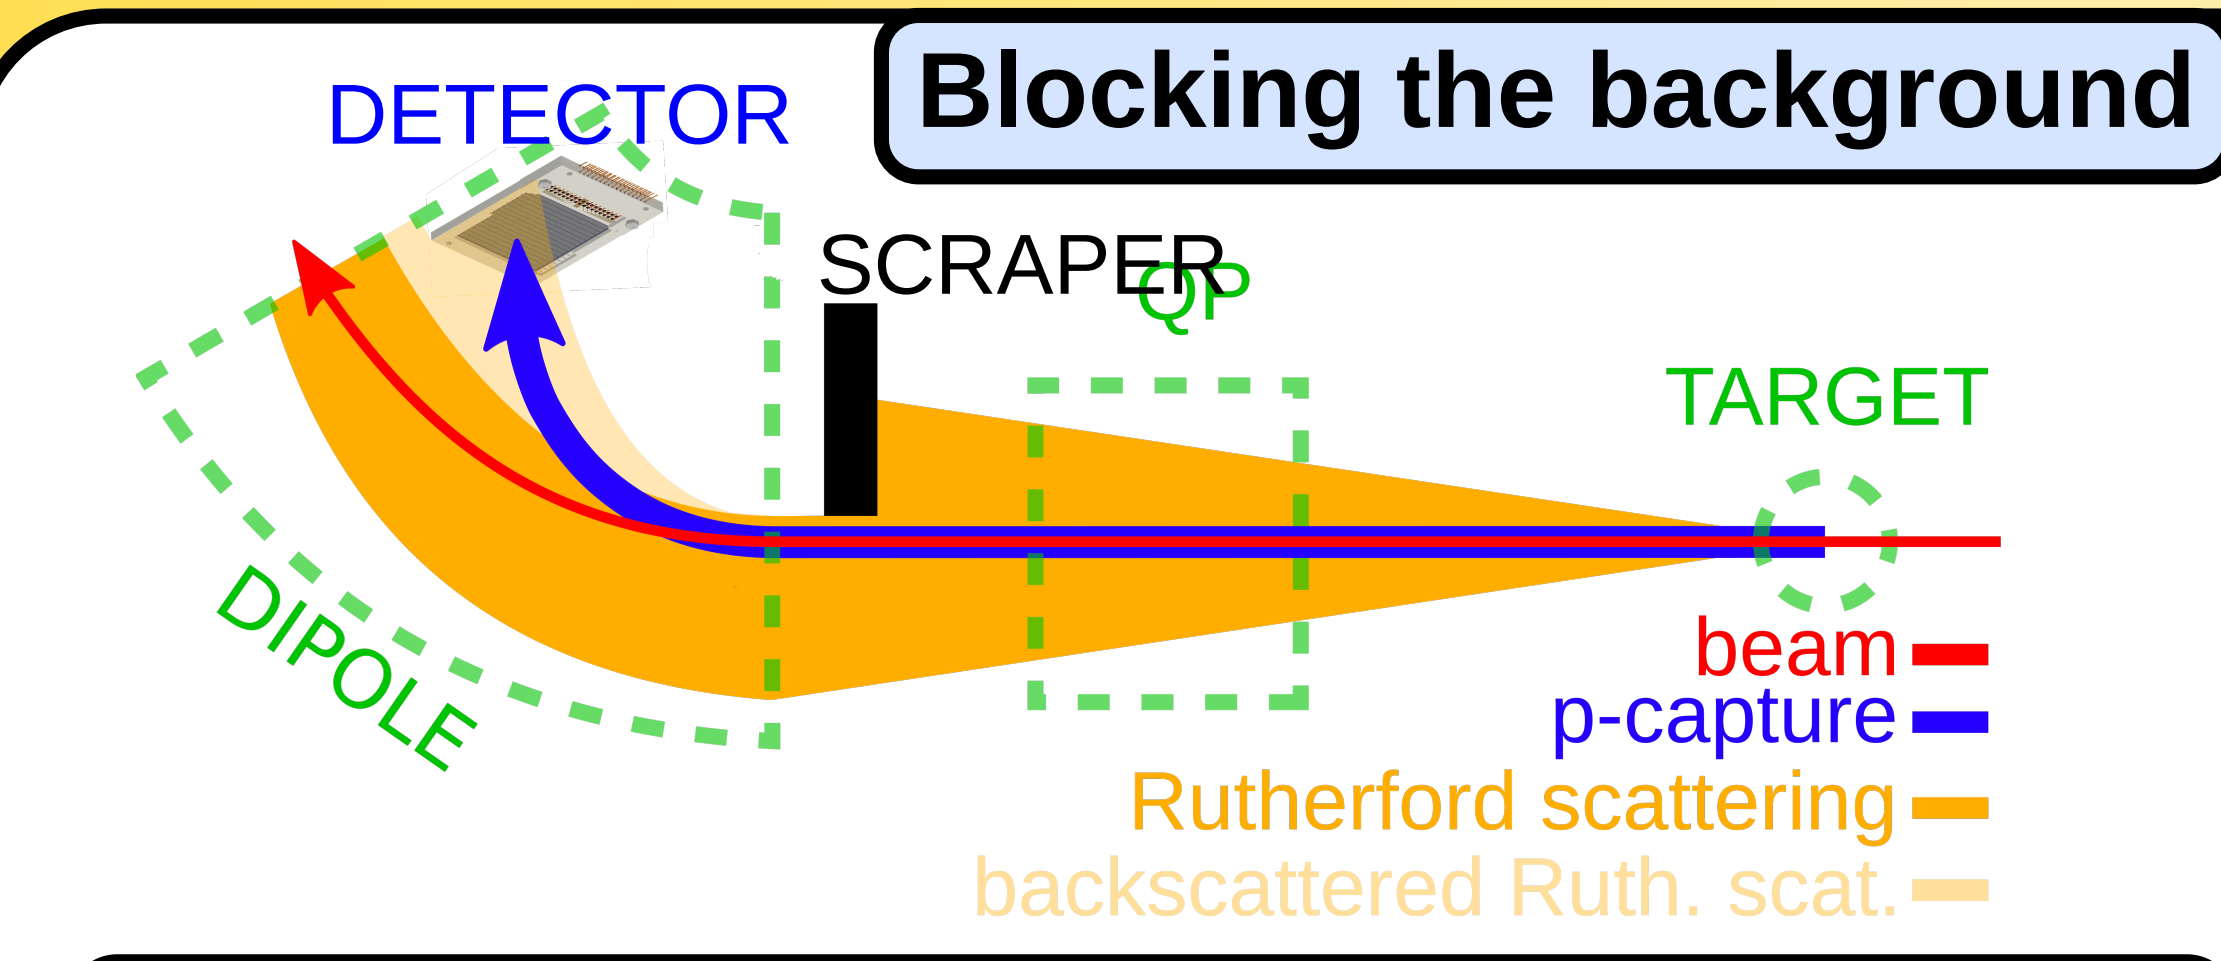 Blocking the background
DETECTOR
SCRAPER
QP
TARGET
DIPOLE
beam
p-capture
Rutherford scattering
backscattered Ruth. scat.